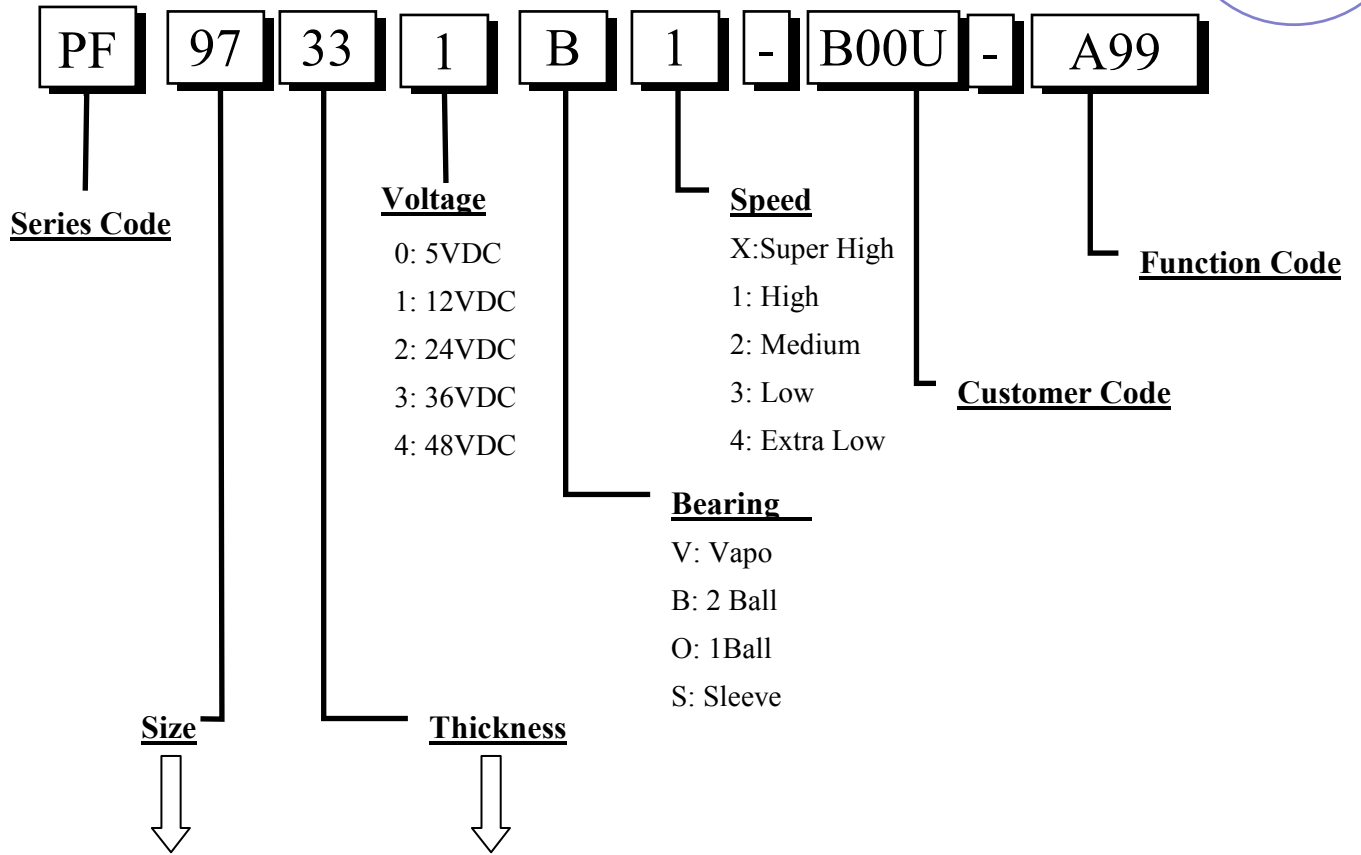 PF 97 33 1 B 1 - B00U - A99
Series Code
Voltage
0: 5VDC
1: 12VDC
2: 24VDC
3: 36VDC
4: 48VDC
Speed
X:Super High
1: High
2: Medium
3: Low
4: Extra Low
Function Code
Customer Code
Bearing
V: Vapo
B: 2 Ball
O: 1Ball
S: Sleeve
Size
Thickness